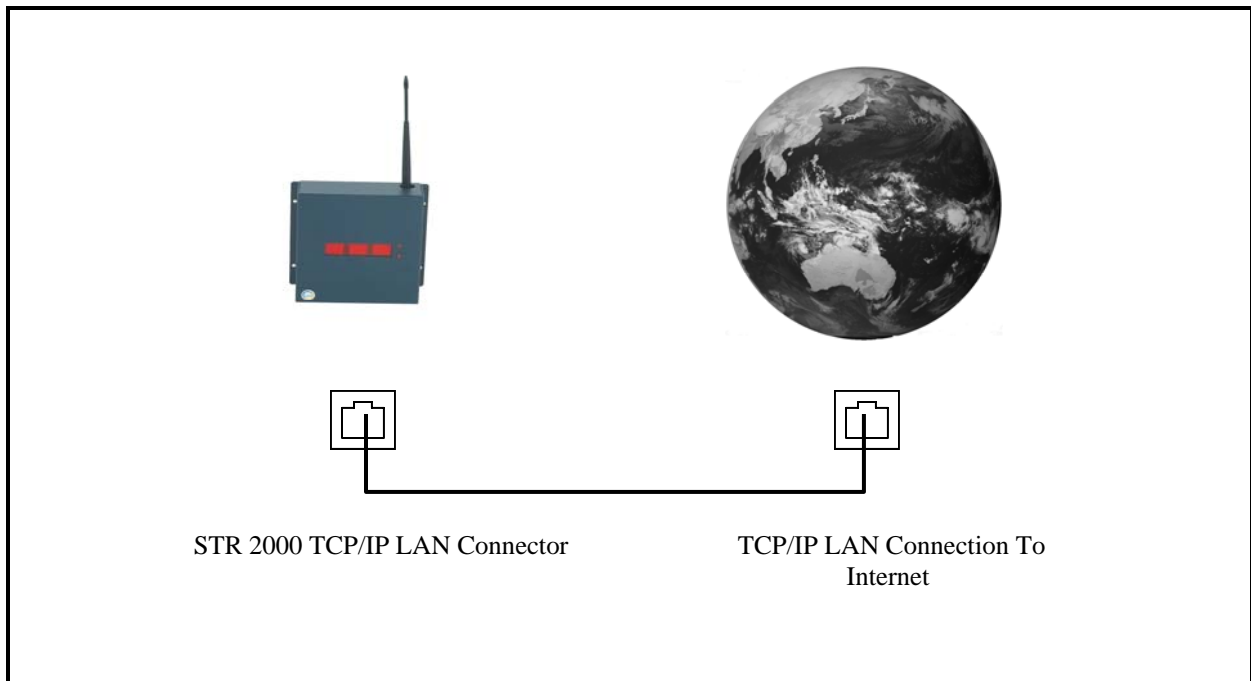 STR 2000 TCP/IP LAN Connector
TCP/IP LAN Connection To
Internet